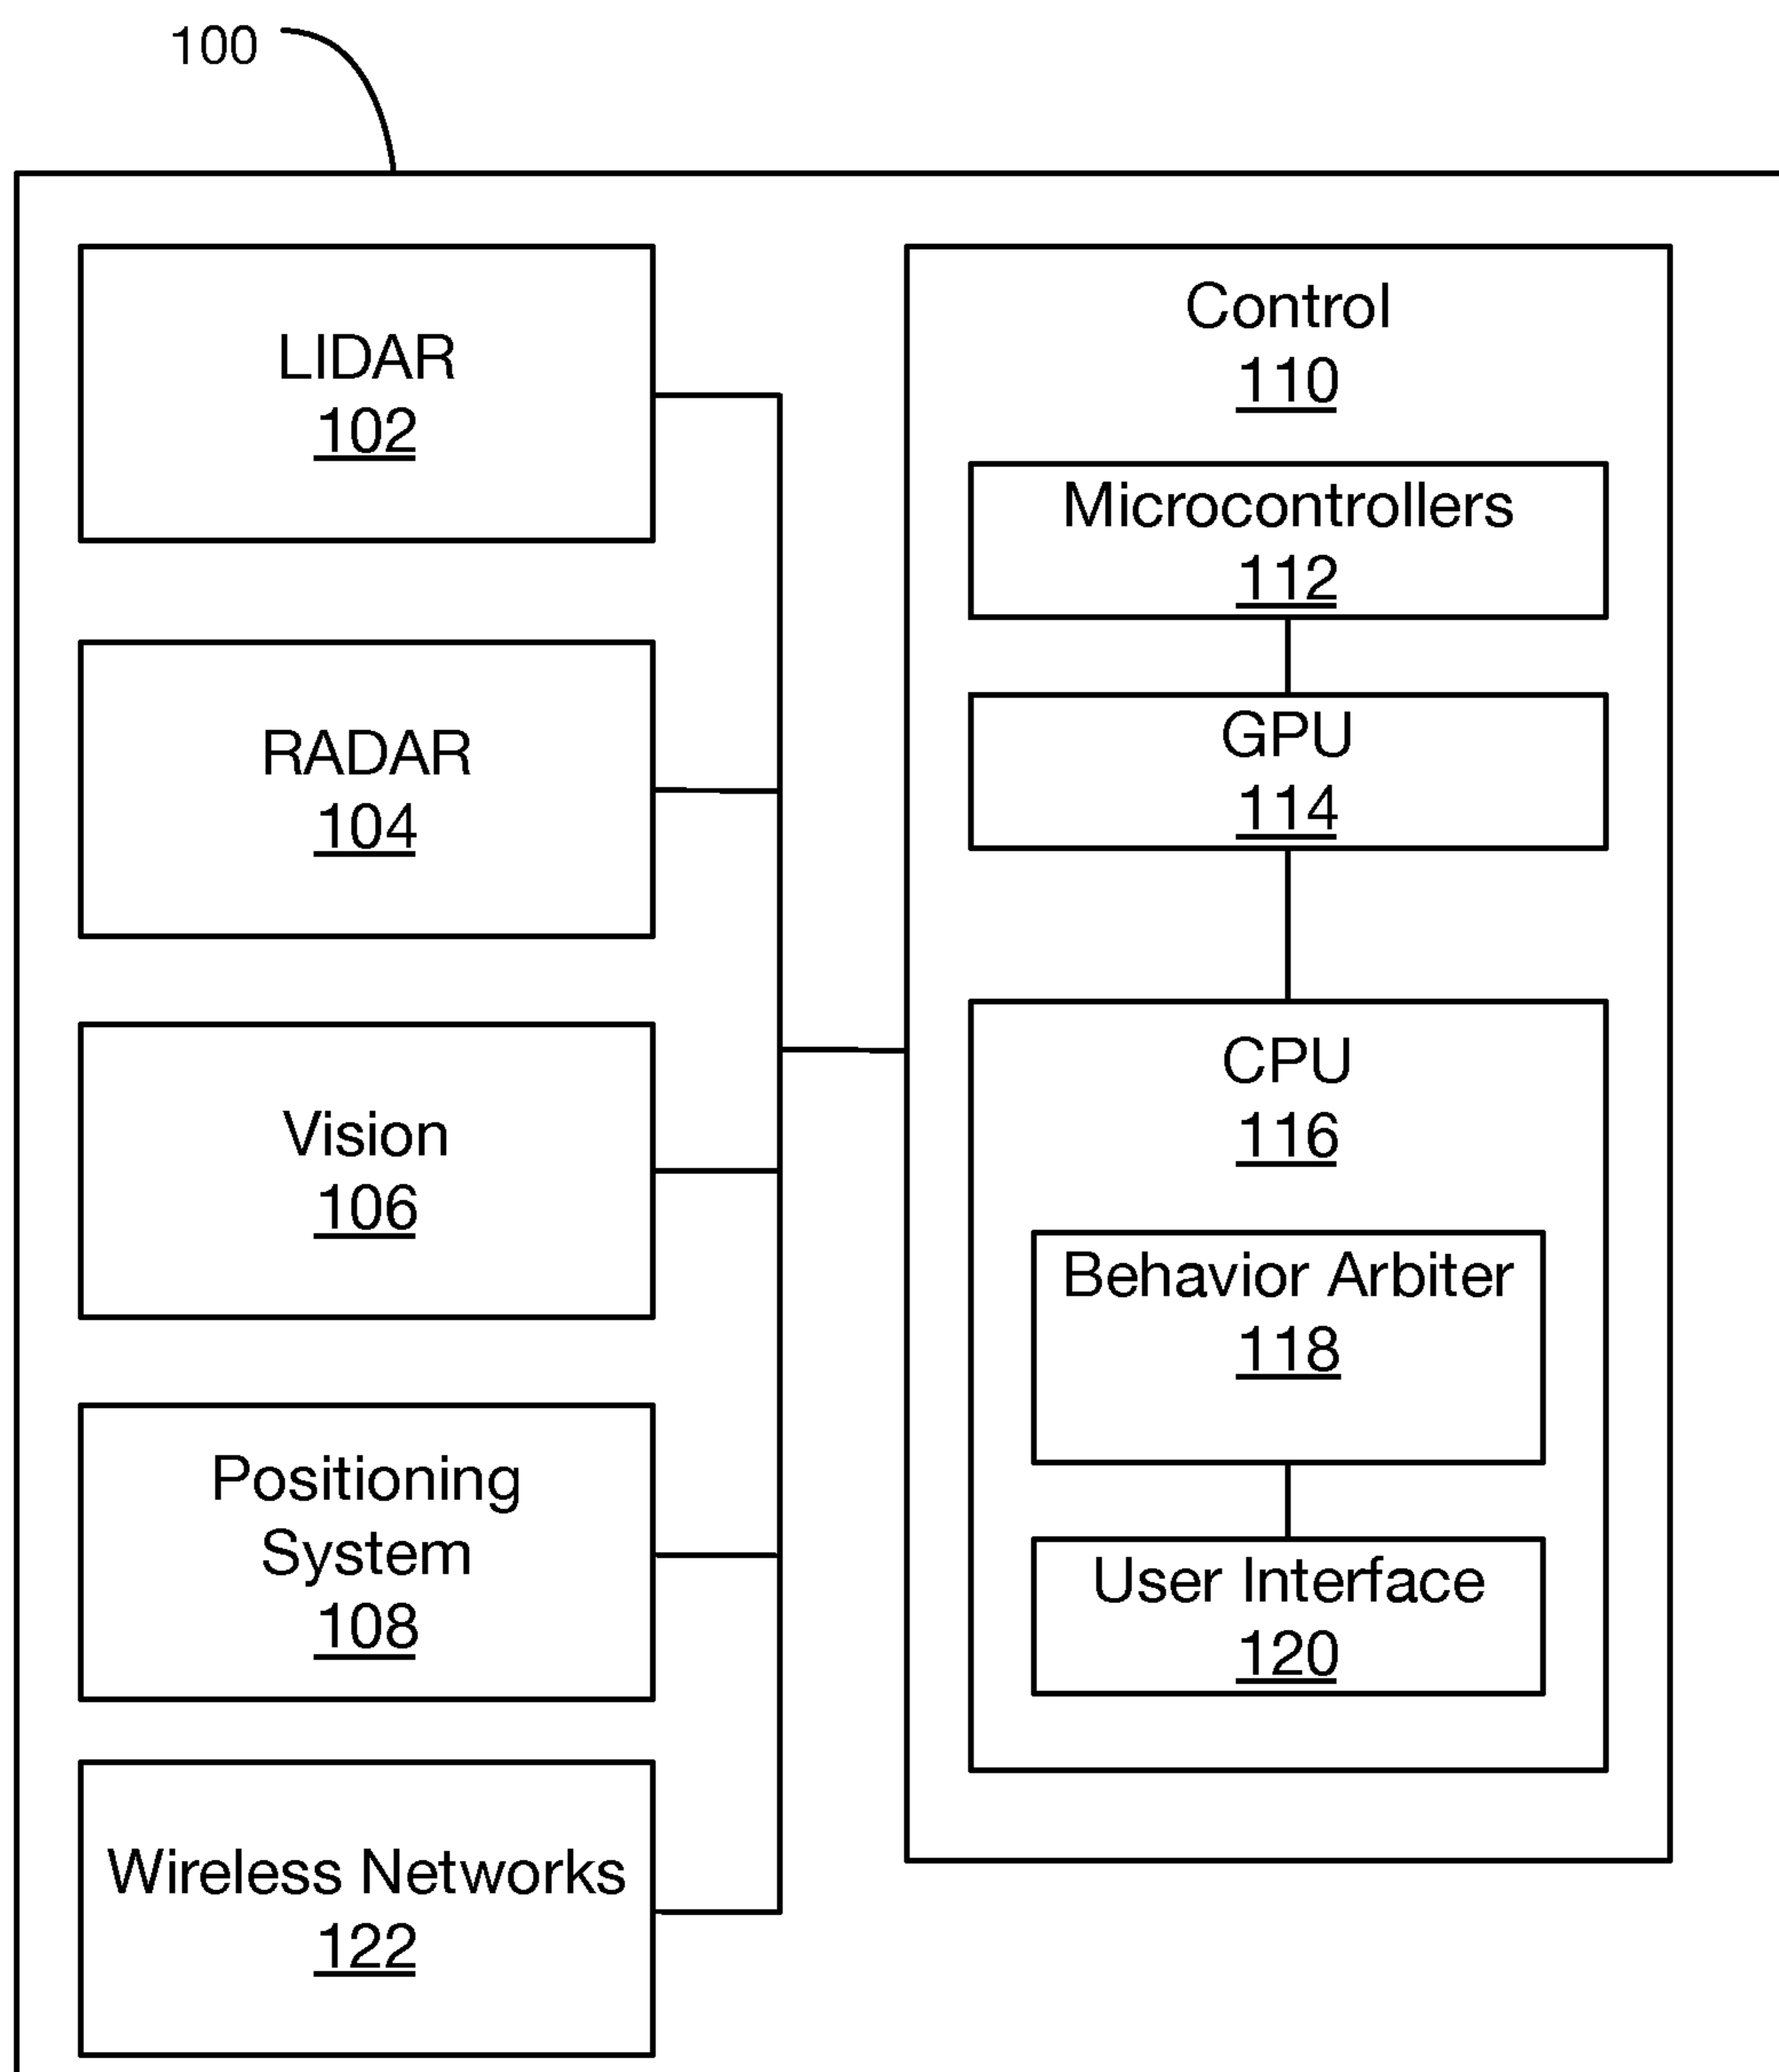 100
LIDAR
102
RADAR
104
Vision
106
Positioning
System
108
Wireless Networks
122
Control
110
Microcontrollers
112
GPU
114
CPU
116
Behavior Arbiter
118
User Interface
120